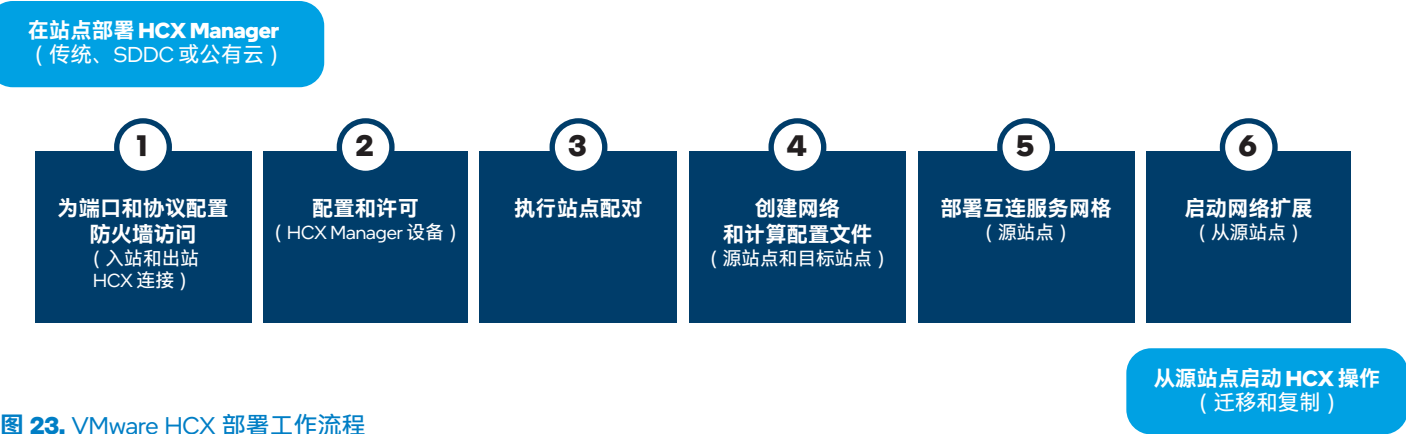 在站点部署 HCX Manager
（传统、SDDC 或公有云）
1
为端口和协议配置
防火墙访问
（入站和出站
HCX 连接）
2
配置和许可
（HCX Manager 设备）
3
执行站点配对
4
创建网络
和计算配置文件
（源站点和目标站点）
5
部署互连服务网格
（源站点）
6
启动网络扩展
（从源站点）
从源站点启动 HCX 操作
（迁移和复制）
图 23. VMware HCX 部署工作流程